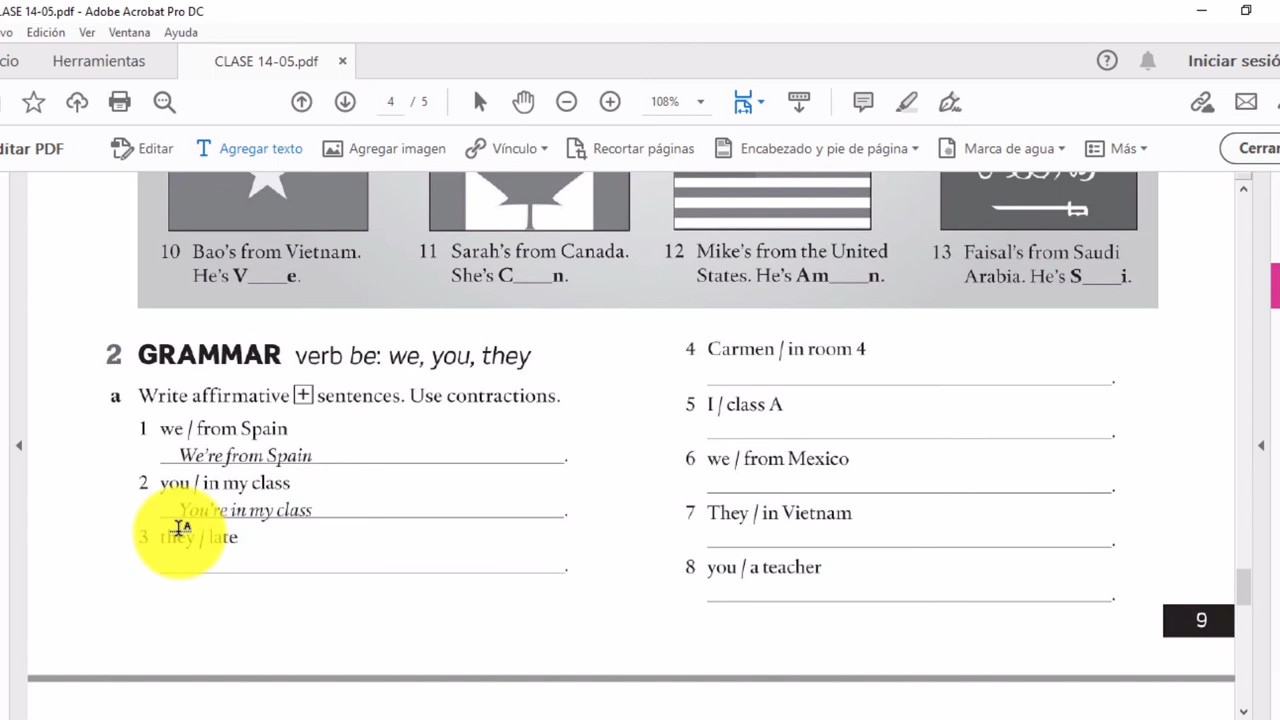 LASE 14-05.pdf - Adobe Acrobat Pro DC
vo Edición Ver Ventana Ayuda
cio Herramientas CLASE 14-05.pdf × Iniciar sesió
4 / 5 108%
ditar PDF Editar Agregar texto Agregar imagen Vínculo Recortar páginas Encabezado y pie de página Marca de agua Más Cerrar
10 Bao's from Vietnam.
He's V____e.
11 Sarah's from Canada.
She's C____n.
12 Mike's from the United
States. He's Am____n.
13 Faisal's from Saudi
Arabia. He's S____i.
2 GRAMMAR verb be: we, you, they
a Write affirmative + sentences. Use contractions.
1 we / from Spain
We're from Spain.
2 you / in my class
You're in my class.
3 they / late
.
4 Carmen / in room 4
.
5 I / class A
.
6 we / from Mexico
.
7 They / in Vietnam
.
8 you / a teacher
.
9